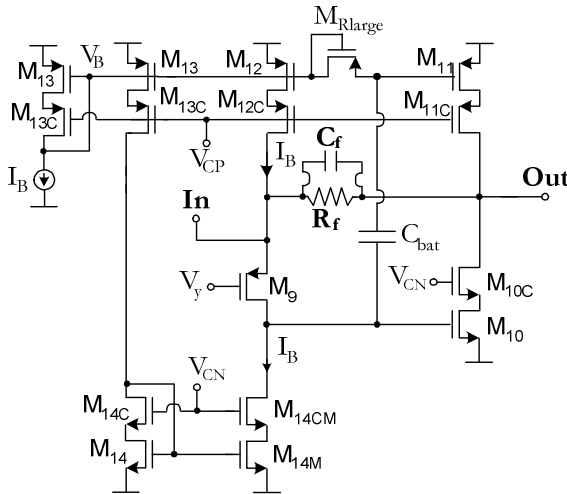 M_Rlarge
M_13
V_B
M_13
M_12
M_11
M_13C
M_13C
M_12C
M_11C
V_CP
I_B
C_f
I_B
In
R_f
Out
C_bat
V_y
M_9
V_CN
M_10C
M_10
I_B
V_CN
M_14C
M_14CM
M_14
M_14M